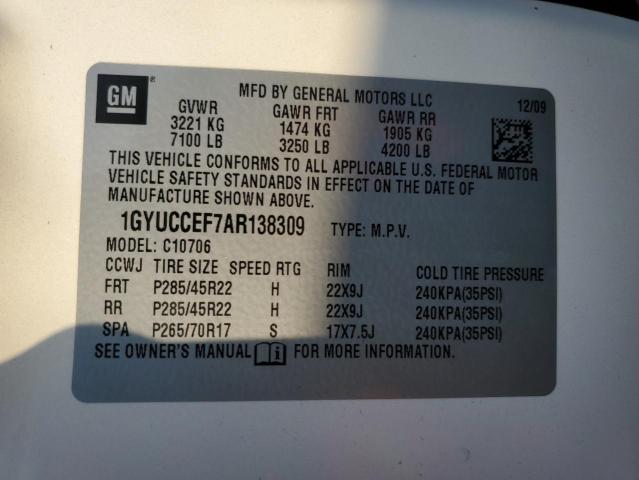 GM
MFD BY GENERAL MOTORS LLC
12/09
GVWR GAWR FRT GAWR RR
3221 KG 1474 KG 1905 KG
7100 LB 3250 LB 4200 LB
THIS VEHICLE CONFORMS TO ALL APPLICABLE U.S. FEDERAL MOTOR
VEHICLE SAFETY STANDARDS IN EFFECT ON THE DATE OF
MANUFACTURE SHOWN ABOVE.
1GYUCCEF7AR138309 TYPE: M.P.V.
MODEL: C10706
CCWJ TIRE SIZE SPEED RTG RIM COLD TIRE PRESSURE
FRT P285/45R22 H 22X9J 240KPA(35PSI)
RR P285/45R22 H 22X9J 240KPA(35PSI)
SPA P265/70R17 S 17X7.5J 240KPA(35PSI)
SEE OWNER'S MANUAL FOR MORE INFORMATION.